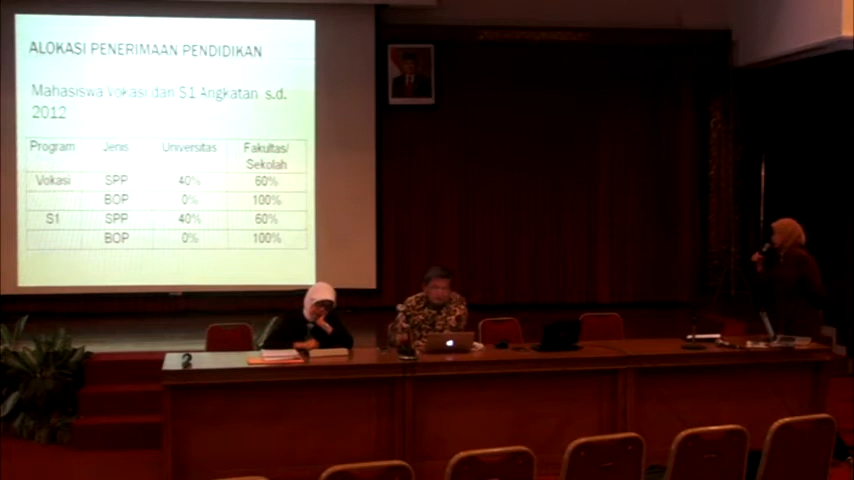 ALOKASI PENERIMAAN PENDIDIKAN
Mahasiswa Vokasi dan S1 Angkatan s.d.
2012
Program Jenis Universitas Fakultas/
Sekolah
Vokasi SPP 40% 60%
BOP 0% 100%
S1 SPP 40% 60%
BOP 0% 100%